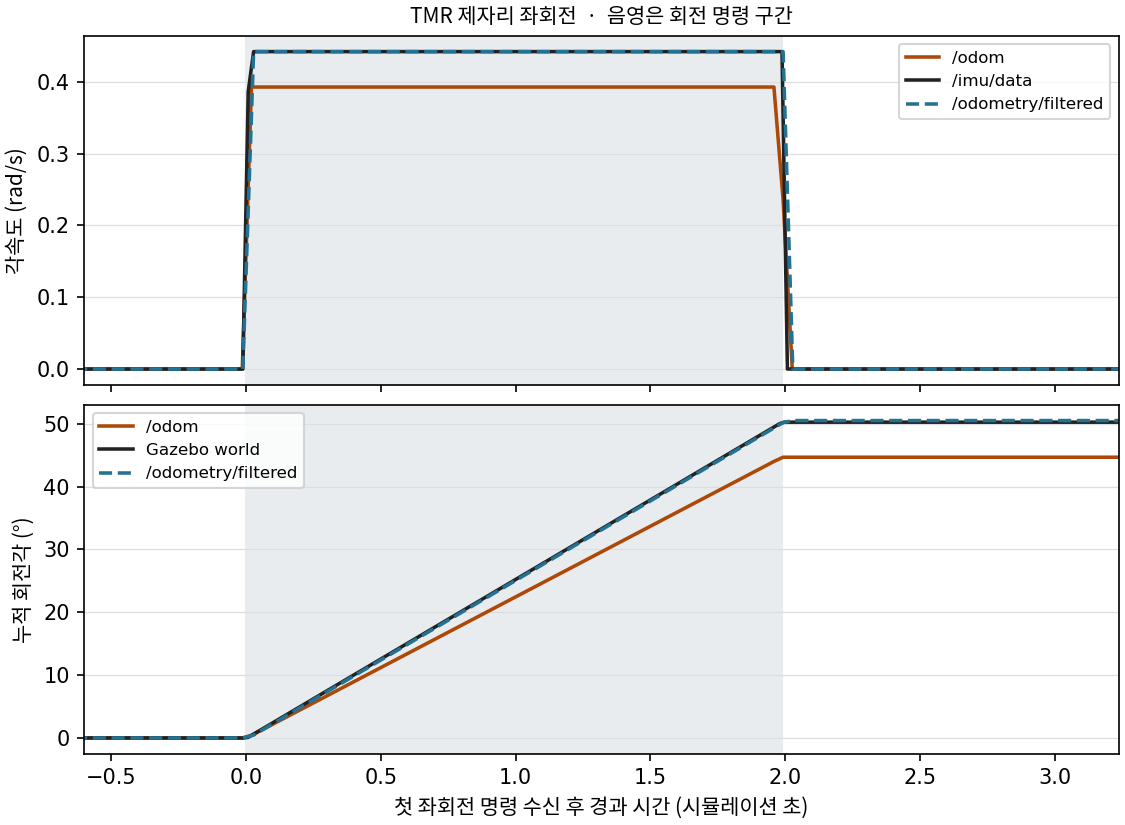 TMR 제자리 좌회전 · 음영은 회전 명령 구간
각속도 (rad/s)
0.4
0.3
0.2
0.1
0.0
/odom
/imu/data
/odometry/filtered
누적 회전각 (°)
50
40
30
20
10
0
/odom
Gazebo world
/odometry/filtered
−0.5 0.0 0.5 1.0 1.5 2.0 2.5 3.0
첫 좌회전 명령 수신 후 경과 시간 (시뮬레이션 초)